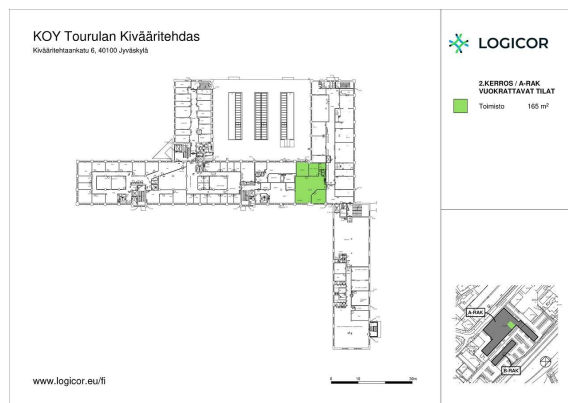 KOY Tourulan Kivääritehdas
Kivääritehtaankatu 6, 40100 Jyväskylä
LOGICOR
2.KERROS / A-RAK
VUOKRATTAVAT TILAT
Toimisto 165 m²
A-RAK
B-RAK
www.logicor.eu/fi
0 10 30m